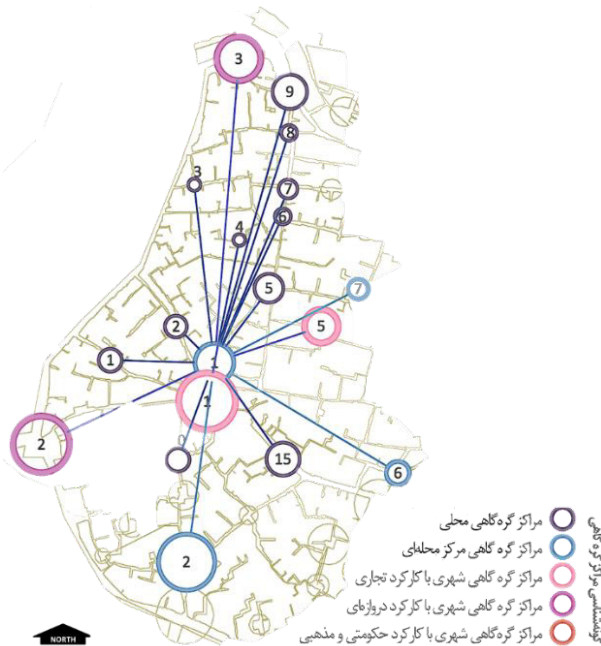 3
9
8
3
7
6
4
5
7
2
5
1
1
1
2
15
6
2
مراکز گره‌گاهی محلی
مراکز گره گاهی مرکز محله‌ای
مراکز گره گاهی شهری با کارکرد تجاری
مراکز گره گاهی شهری با کارکرد دروازه‌ای
مراکز گره‌گاهی شهری با کارکرد حکومتی و مذهبی
گونه‌شناسی مراکز گره گاهی
NORTH